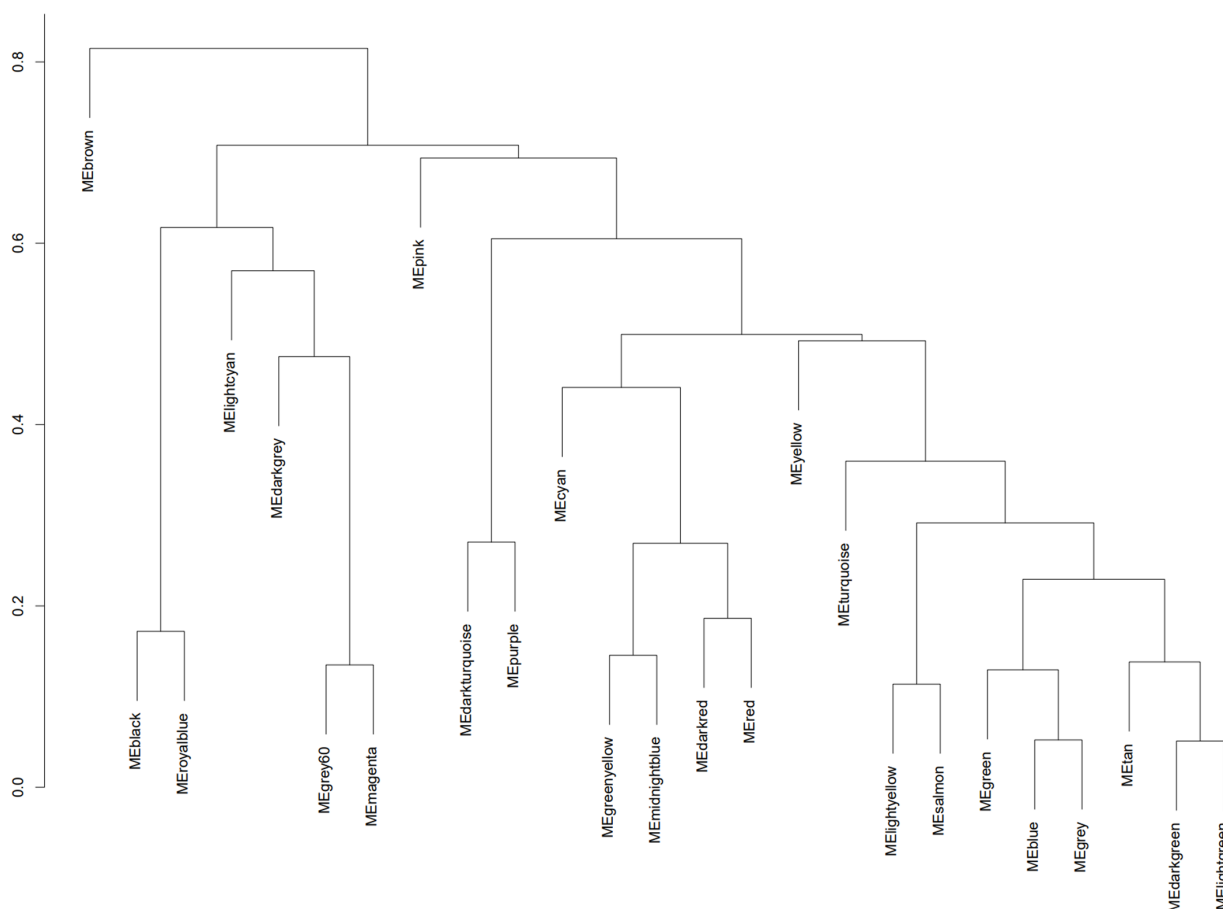 0.8
0.6
0.4
0.2
0.0
MEbrown
MEblack
MEroyalblue
MElightcyan
MEdarkgrey
MEgrey60
MEmagenta
MEpink
MEdarkturquoise
MEpurple
MEcyan
MEgreenyellow
MEmidnightblue
MEdarkred
MEred
MEyellow
MEturquoise
MElightyellow
MEsalmon
MEgreen
MEblue
MEgrey
MEtan
MEdarkgreen
MElightgreen